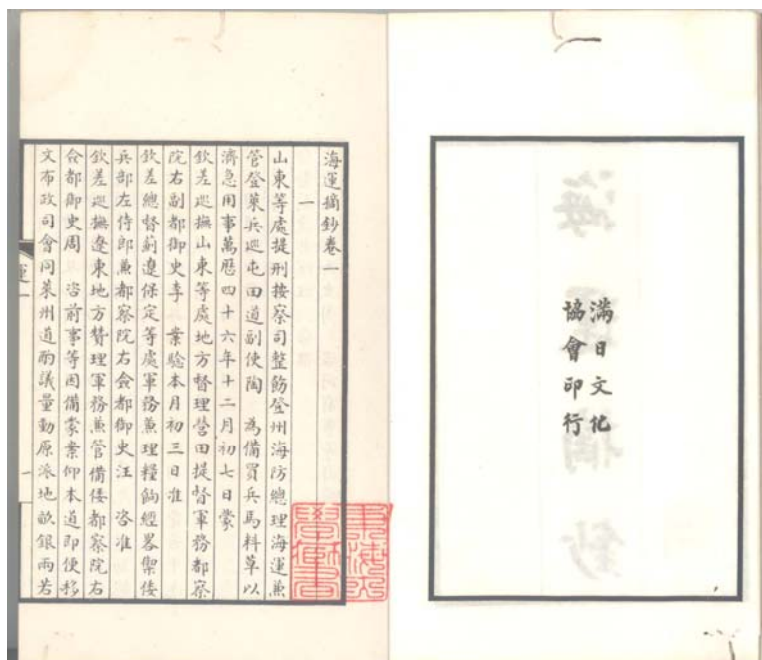 滿日文化
協會印行
海運摘鈔卷一
一
山東等處提刑按察司整飭登州海防總理海運兼
管登萊兵巡屯田道副使陶　為備買兵馬料草以
濟急用事萬曆四十六年十二月初七日蒙
欽差巡撫山東等處地方督理營田提督軍務都察
院右副都御史李　案驗本月初三日准
欽差總督薊遼保定等處軍務兼理糧餉經畧禦倭
兵部左侍郎兼都察院右僉都御史汪　咨准
欽差巡撫遼東地方贊理軍務兼管備倭都察院右
僉都御史周　咨前事等因備蒙案仰本道即便移
文布政司會同萊州道酌議量動原派地畝銀兩若